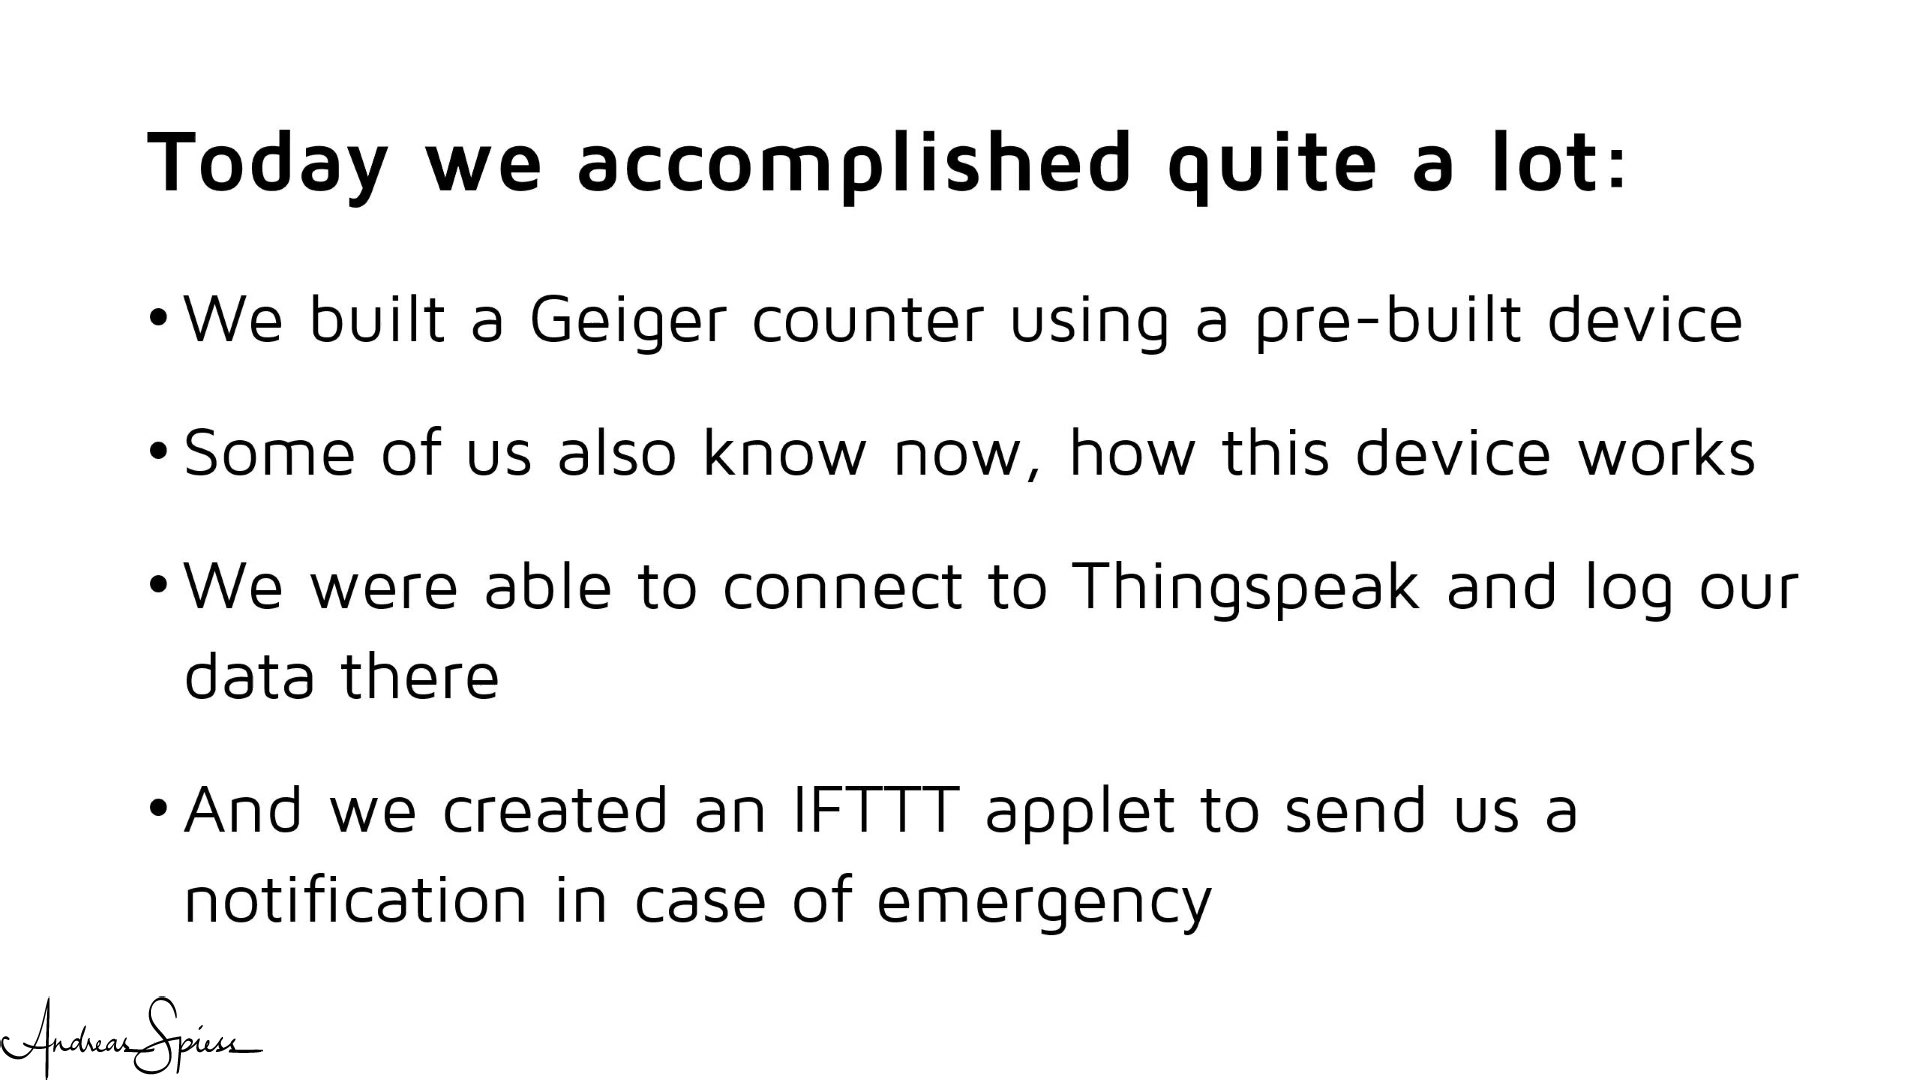 Today we accomplished quite a lot:
• We built a Geiger counter using a pre-built device
• Some of us also know now, how this device works
• We were able to connect to Thingspeak and log our
data there
• And we created an IFTTT applet to send us a
notification in case of emergency
Andreas Spiess